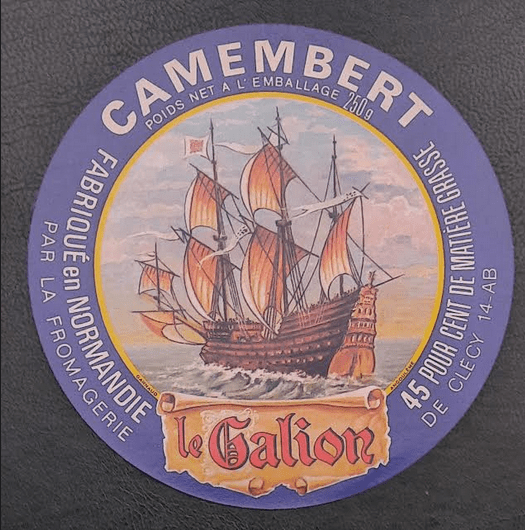 CAMEMBERT
POIDS NET A L'EMBALLAGE 250g
FABRIQUÉ en NORMANDIE
PAR LA FROMAGERIE
45 POUR CENT DE MATIÈRE GRASSE
DE CLÉCY 14-AB
le Galion